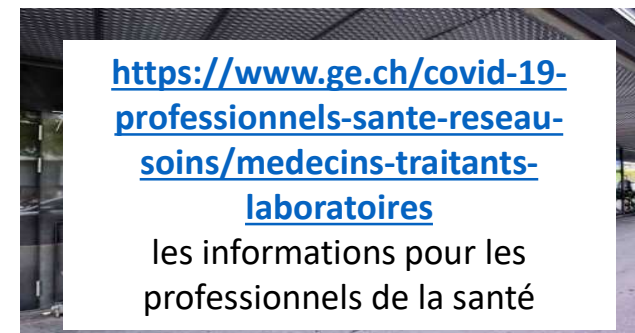 https://www.ge.ch/covid-19-
professionnels-sante-reseau-
soins/medecins-traitants-
laboratoires
les informations pour les
professionnels de la santé